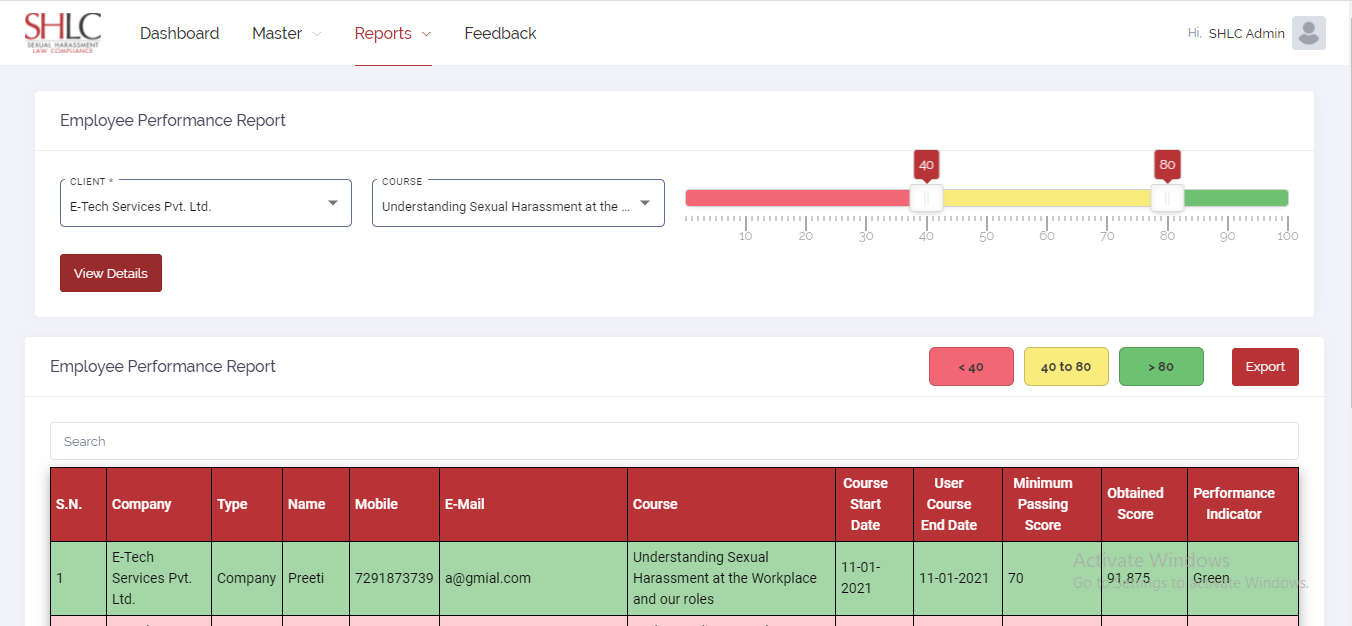 SHLC
SEXUAL HARASSMENT
LAW COMPLIANCE
Dashboard
Master
Reports
Feedback
Hi, SHLC Admin
Employee Performance Report
CLIENT *
E-Tech Services Pvt. Ltd.
COURSE
Understanding Sexual Harassment at the ...
40
80
10 20 30 40 50 60 70 80 90 100
View Details
Employee Performance Report
< 40
40 to 80
> 80
Export
Search
S.N.
Company
Type
Name
Mobile
E-Mail
Course
Course
Start
Date
User
Course
End Date
Minimum
Passing
Score
Obtained
Score
Performance
Indicator
1
E-Tech
Services Pvt.
Ltd.
Company
Preeti
7291873739
a@gmial.com
Understanding Sexual
Harassment at the Workplace
and our roles
11-01-
2021
11-01-2021
70
91.875
Green
Activate Windows
Go to Settings to activate Windows.